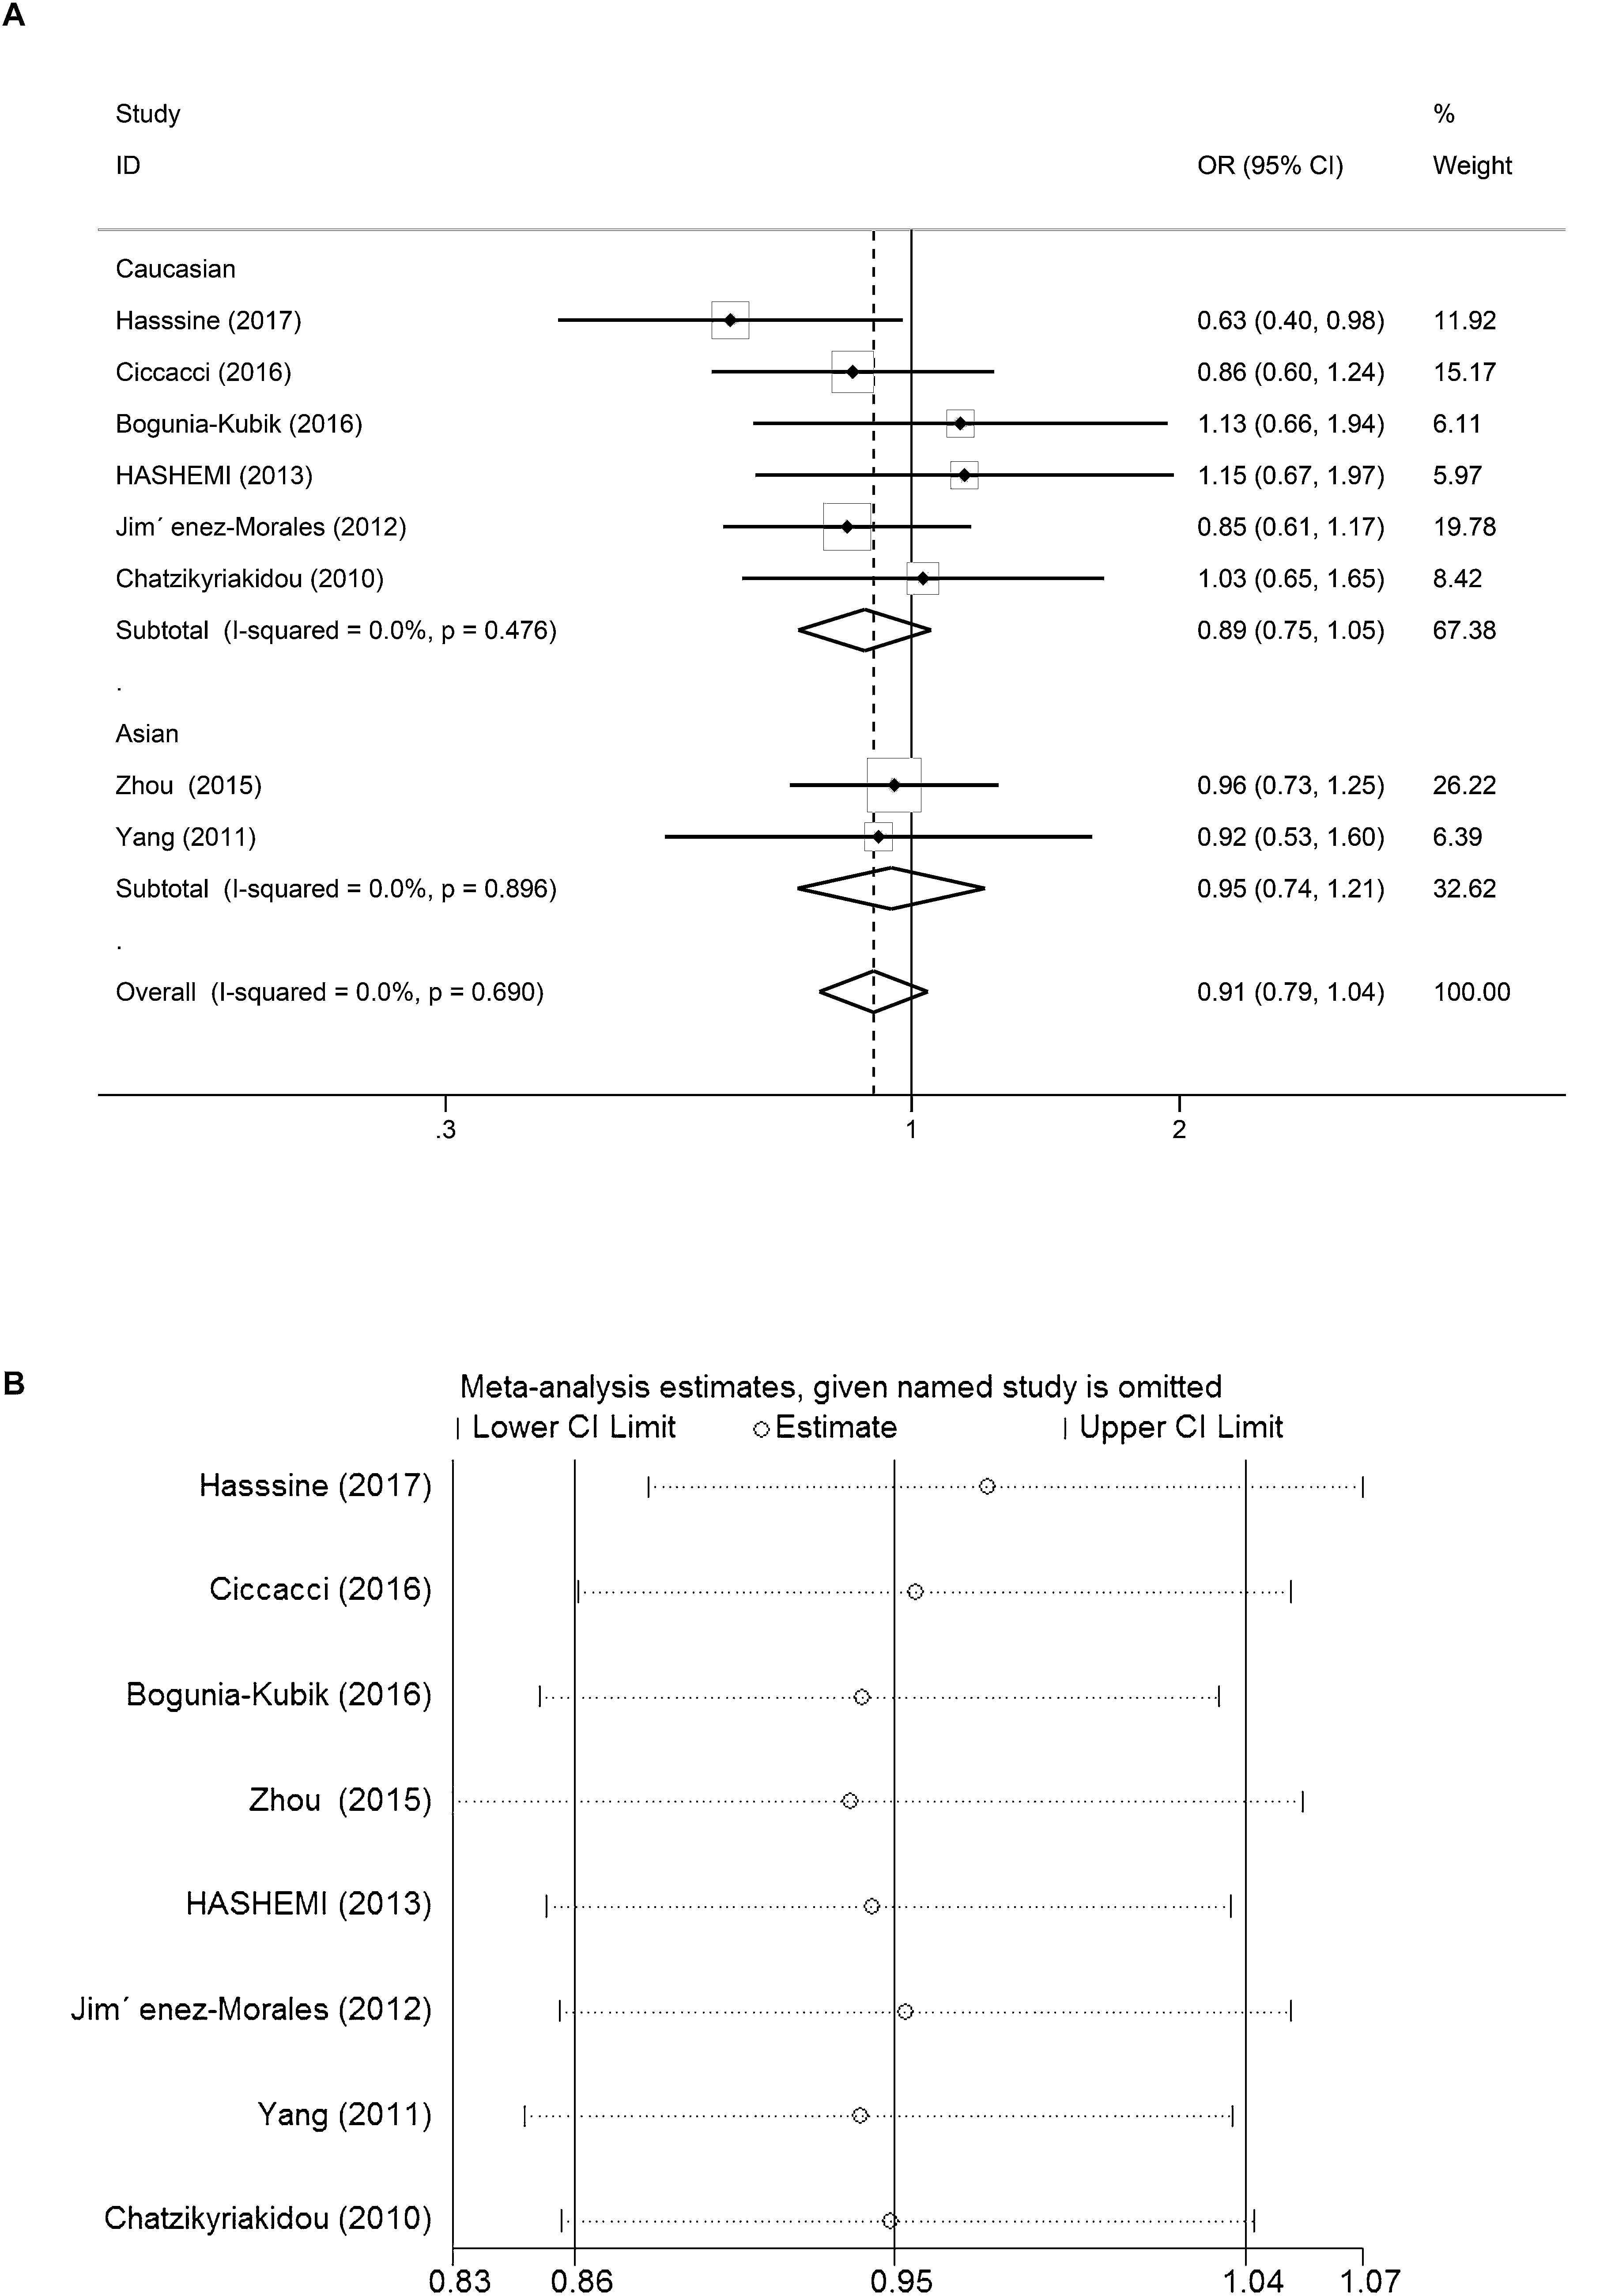 A
Study %
ID OR (95% CI) Weight
Caucasian
Hasssine (2017) 0.63 (0.40, 0.98) 11.92
Ciccacci (2016) 0.86 (0.60, 1.24) 15.17
Bogunia-Kubik (2016) 1.13 (0.66, 1.94) 6.11
HASHEMI (2013) 1.15 (0.67, 1.97) 5.97
Jim´ enez-Morales (2012) 0.85 (0.61, 1.17) 19.78
Chatzikyriakidou (2010) 1.03 (0.65, 1.65) 8.42
Subtotal (I-squared = 0.0%, p = 0.476) 0.89 (0.75, 1.05) 67.38
.
Asian
Zhou (2015) 0.96 (0.73, 1.25) 26.22
Yang (2011) 0.92 (0.53, 1.60) 6.39
Subtotal (I-squared = 0.0%, p = 0.896) 0.95 (0.74, 1.21) 32.62
.
Overall (I-squared = 0.0%, p = 0.690) 0.91 (0.79, 1.04) 100.00
.3 1 2
B
Meta-analysis estimates, given named study is omitted
Lower CI Limit Estimate Upper CI Limit
Hasssine (2017)
Ciccacci (2016)
Bogunia-Kubik (2016)
Zhou (2015)
HASHEMI (2013)
Jim´ enez-Morales (2012)
Yang (2011)
Chatzikyriakidou (2010)
0.83 0.86 0.95 1.04 1.07